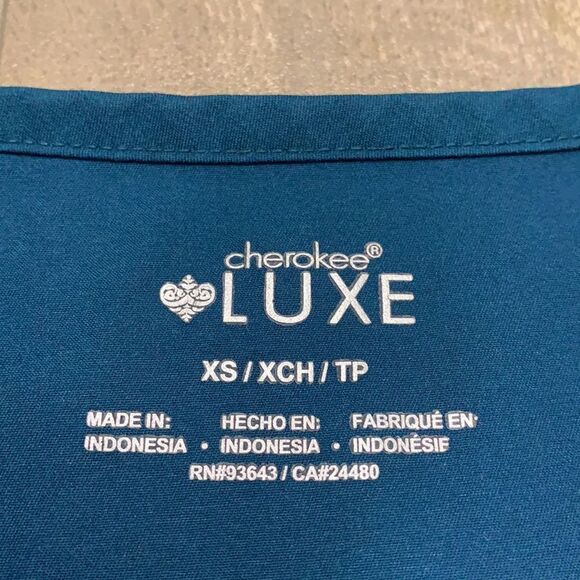 cherokee®
LUXE
XS / XCH / TP
MADE IN: HECHO EN: FABRIQUÉ EN:
INDONESIA • INDONESIA • INDONÉSIE
RN#93643 / CA#24480